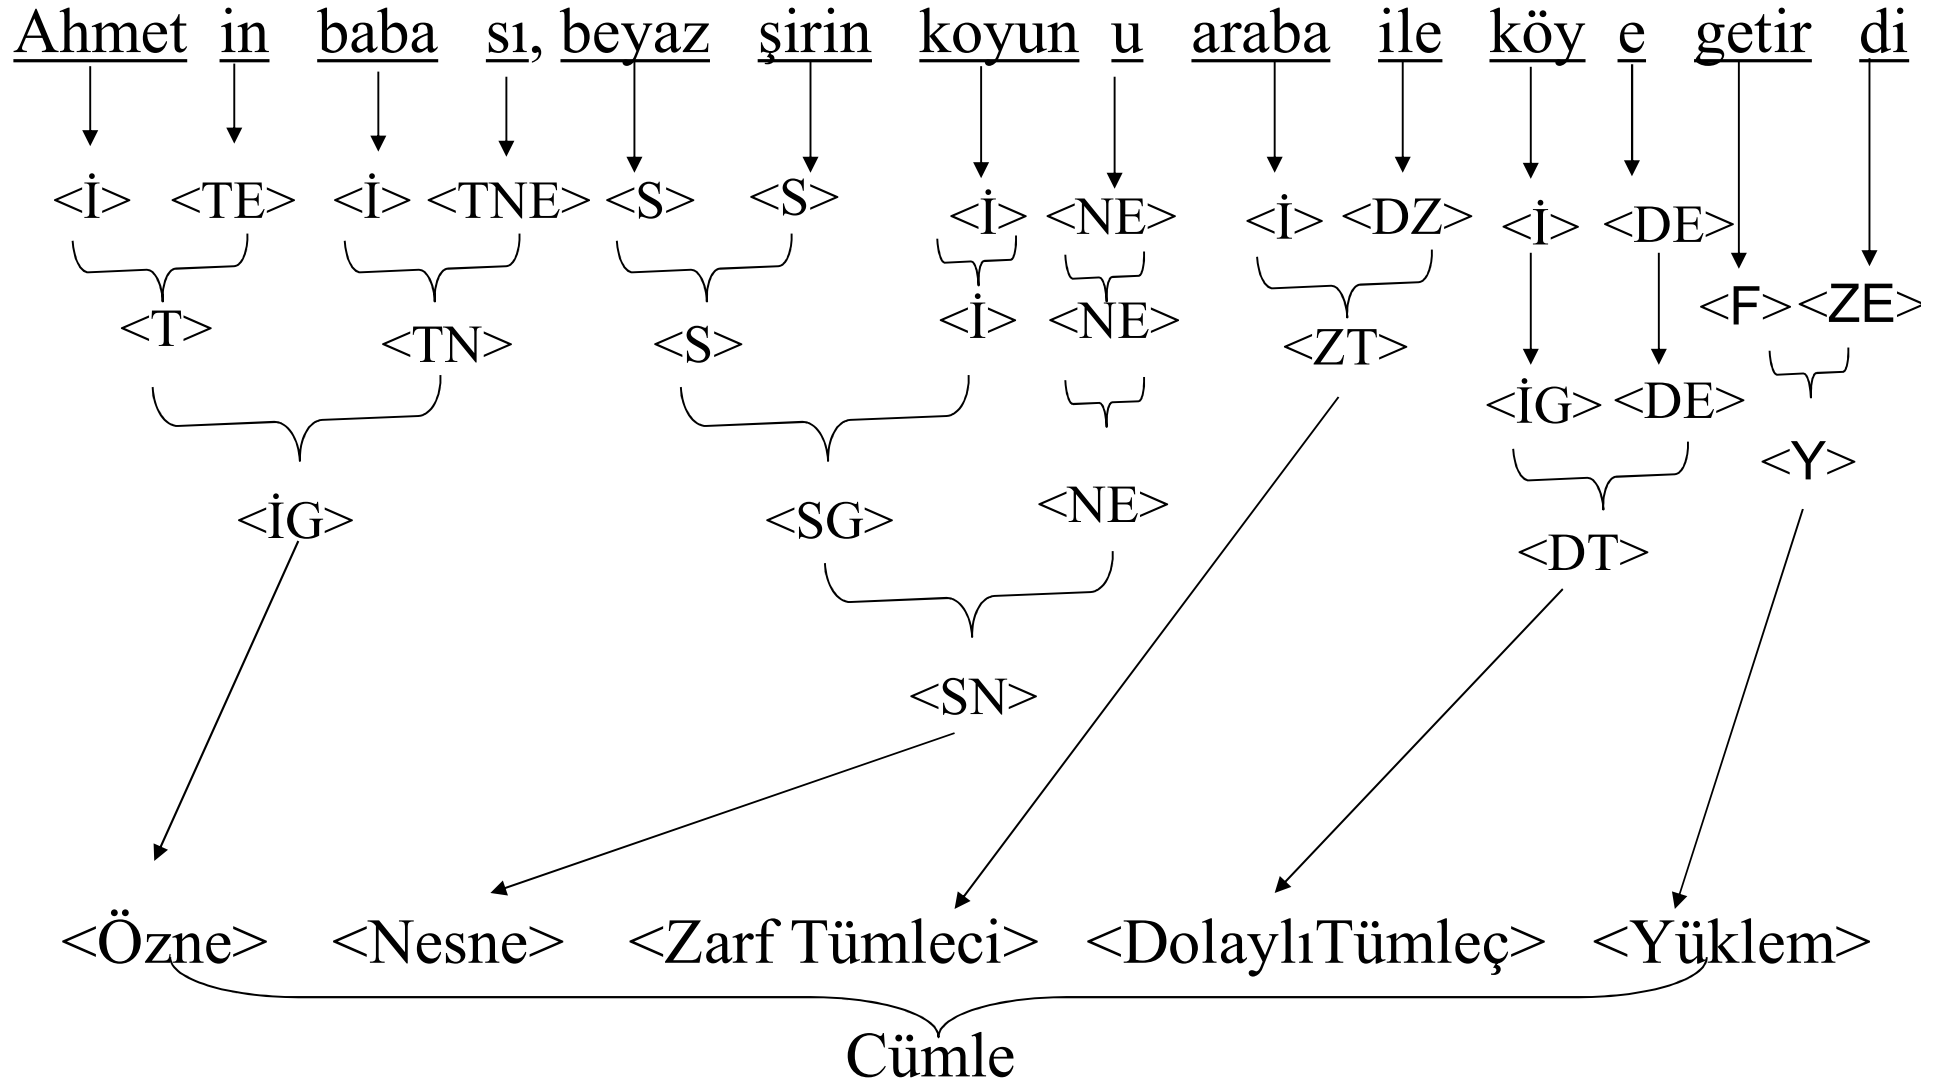 Ahmet in baba sı, beyaz şirin koyun u araba ile köy e getir di
<İ> <TE> <İ> <TNE> <S> <S> <İ> <NE> <İ> <DZ> <İ> <DE>
<F> <ZE>
<T> <TN> <S> <İ> <NE> <ZT>
<İG> <DE>
<Y>
<İG> <SG> <NE> <DT>
<SN>
<Özne> <Nesne> <Zarf Tümleci> <DolaylıTümleç> <Yüklem>
Cümle